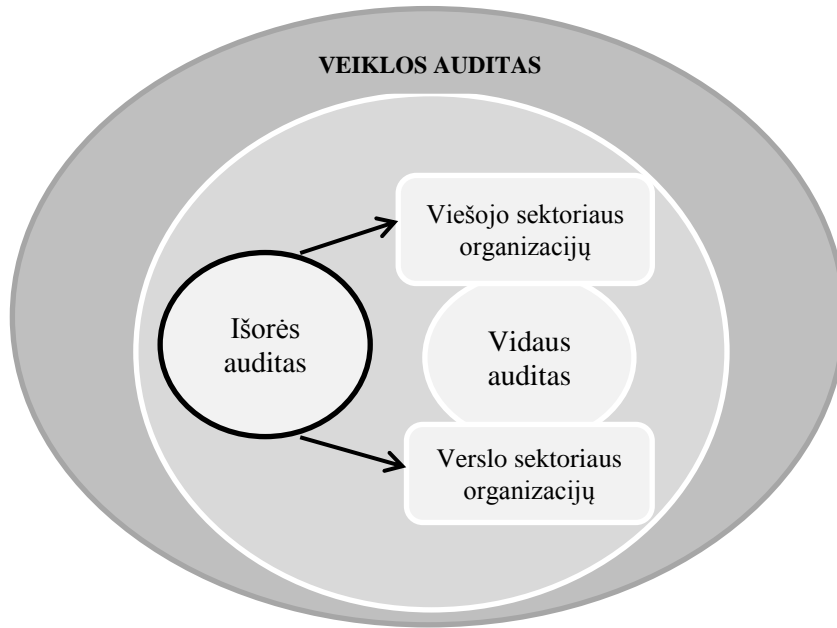 VEIKLOS AUDITAS
Viešojo sektoriaus
organizacijų
Išorės
auditas
Vidaus
auditas
Verslo sektoriaus
organizacijų